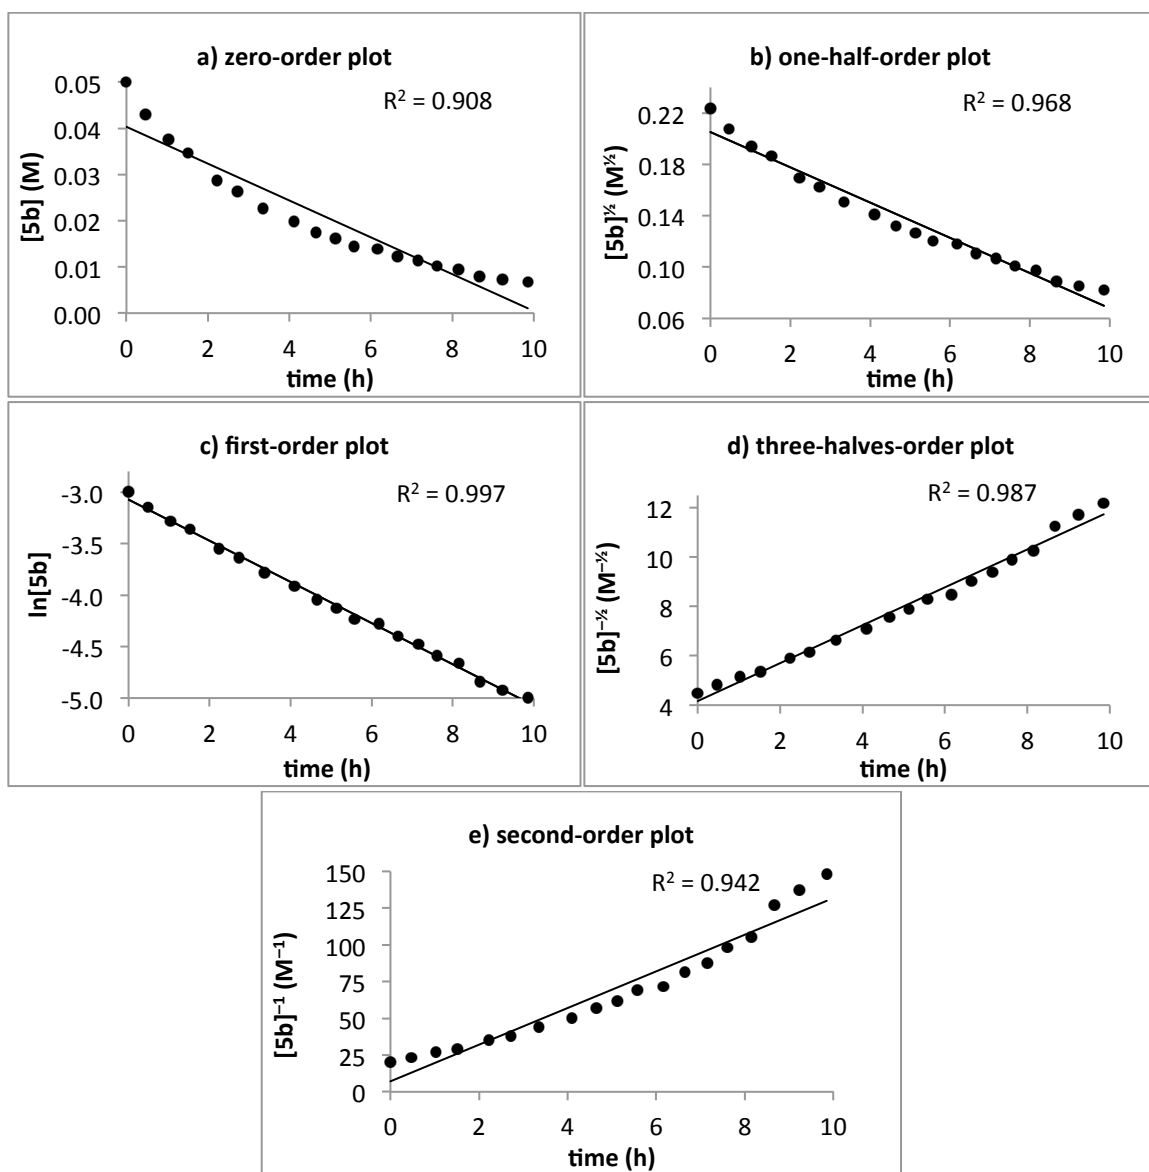 a) zero-order plot
R² = 0.908
[5b] (M)
0.05
0.04
0.03
0.02
0.01
0.00
0 2 4 6 8 10
time (h)
b) one-half-order plot
R² = 0.968
[5b]^½ (M^½)
0.22
0.18
0.14
0.10
0.06
0 2 4 6 8 10
time (h)
c) first-order plot
R² = 0.997
ln[5b]
-3.0
-3.5
-4.0
-4.5
-5.0
0 2 4 6 8 10
time (h)
d) three-halves-order plot
R² = 0.987
[5b]^–½ (M^–½)
12
10
8
6
4
0 2 4 6 8 10
time (h)
e) second-order plot
R² = 0.942
[5b]⁻¹ (M⁻¹)
150
125
100
75
50
25
0
0 2 4 6 8 10
time (h)